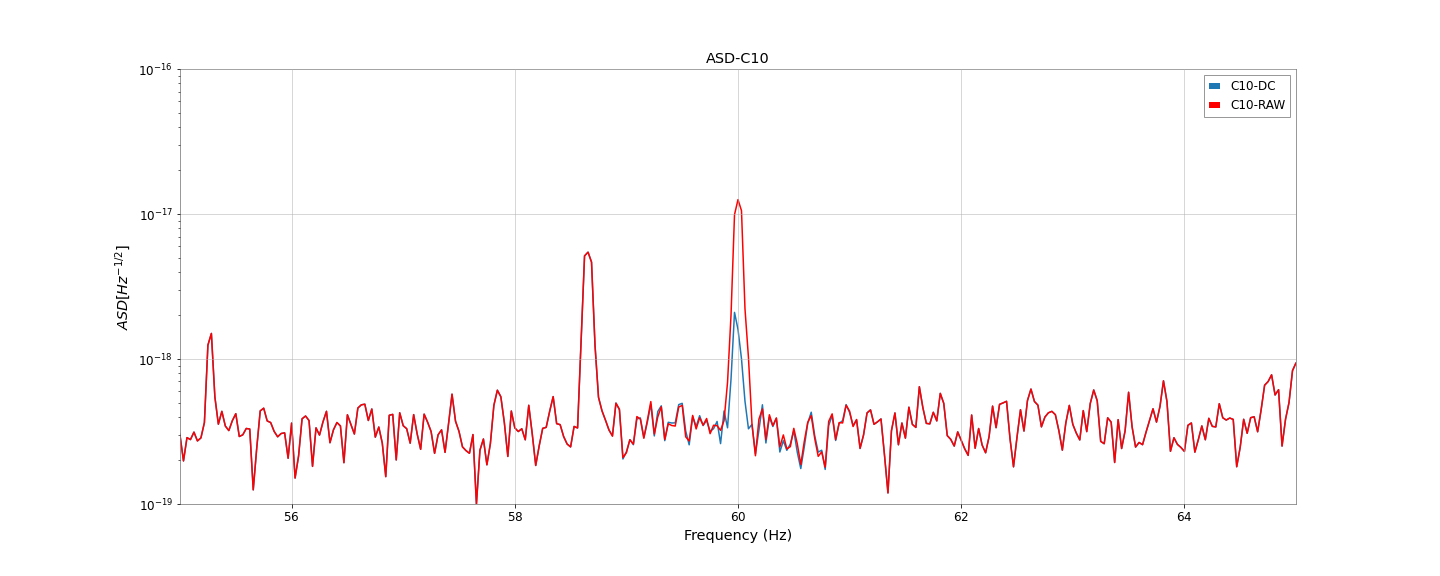 ASD-C10
C10-DC
C10-RAW
10⁻¹⁶
10⁻¹⁷
10⁻¹⁸
10⁻¹⁹
ASD[Hz⁻¹/²]
56 58 60 62 64
Frequency (Hz)